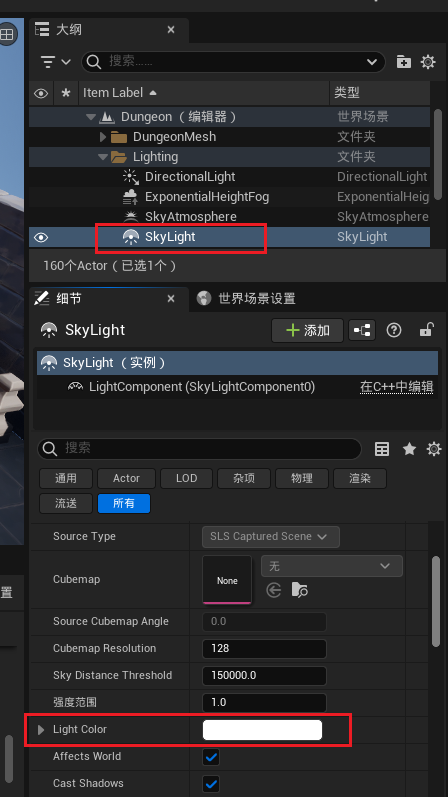 大纲
搜索......
Item Label 类型
Dungeon（编辑器） 世界场景
DungeonMesh 文件夹
Lighting 文件夹
DirectionalLight DirectionalLight
ExponentialHeightFog ExponentialHeig
SkyAtmosphere SkyAtmosphere
SkyLight SkyLight
160个Actor（已选1个）
细节 世界场景设置
SkyLight 添加
SkyLight（实例）
LightComponent (SkyLightComponent0) 在C++中编辑
搜索
通用 Actor LOD 杂项 物理 渲染
流送 所有
Source Type SLS Captured Scene
置
Cubemap None 无
Source Cubemap Angle 0.0
Cubemap Resolution 128
Sky Distance Threshold 150000.0
强度范围 1.0
Light Color
Affects World
Cast Shadows